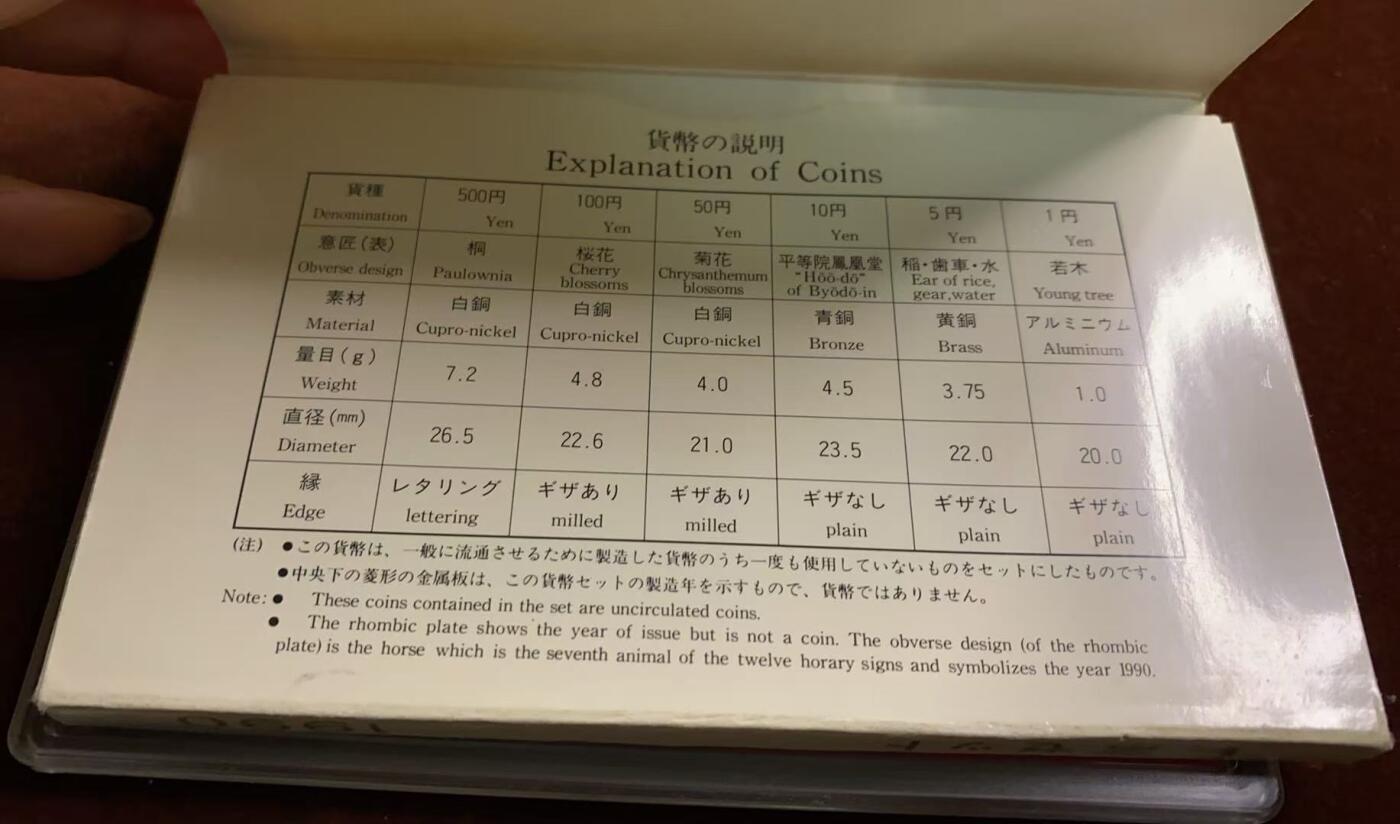 貨幣の説明
Explanation of Coins
貨種 500円 100円 50円 10円 5円 1円
Denomination Yen Yen Yen Yen Yen Yen
意匠(表) 桐 桜花 菊花 平等院鳳凰堂 稲・歯車・水 若木
Obverse design Paulownia Cherry blossoms Chrysanthemum blossoms "Hōō-dō" of Byōdō-in Ear of rice, gear,water Young tree
素材 白銅 白銅 白銅 青銅 黄銅 アルミニウム
Material Cupro-nickel Cupro-nickel Cupro-nickel Bronze Brass Aluminum
量目(g) 7.2 4.8 4.0 4.5 3.75 1.0
Weight
直径(mm) 26.5 22.6 21.0 23.5 22.0 20.0
Diameter
縁 レタリング ギザあり ギザあり ギザなし ギザなし ギザなし
Edge lettering milled milled plain plain plain
(注) ●この貨幣は、一般に流通させるために製造した貨幣のうち一度も使用していないものをセットにしたものです。
●中央下の菱形の金属板は、この貨幣セットの製造年を示すもので、貨幣ではありません。
Note: ● These coins contained in the set are uncirculated coins.
● The rhombic plate shows the year of issue but is not a coin. The obverse design (of the rhombic
plate) is the horse which is the seventh animal of the twelve horary signs and symbolizes the year 1990.
1990